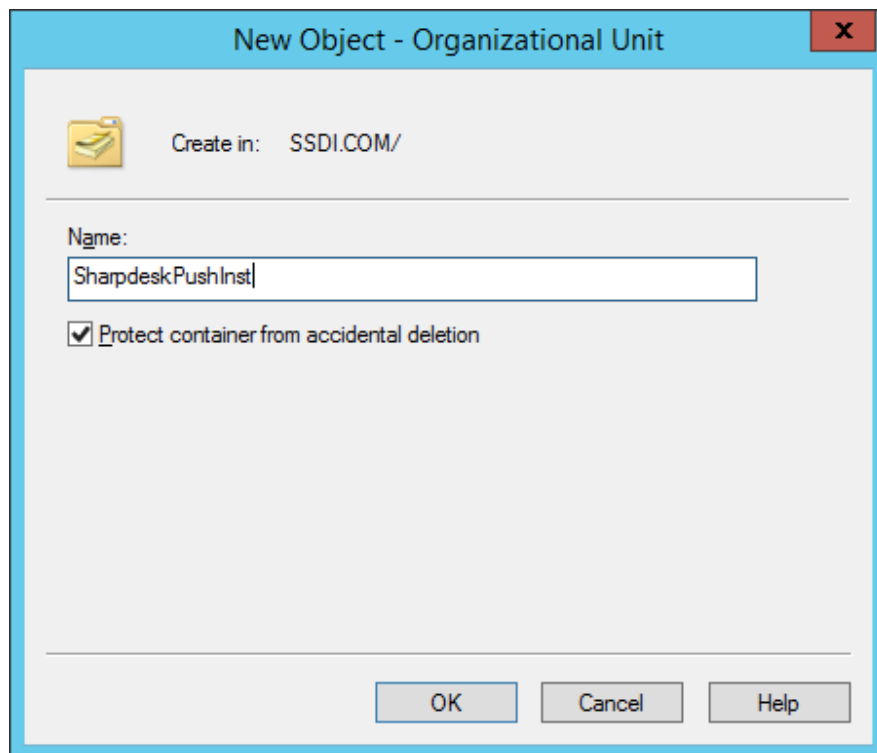 New Object - Organizational Unit
x
Create in: SSDI.COM/
Name:
SharpdeskPushInst
Protect container from accidental deletion
OK Cancel Help